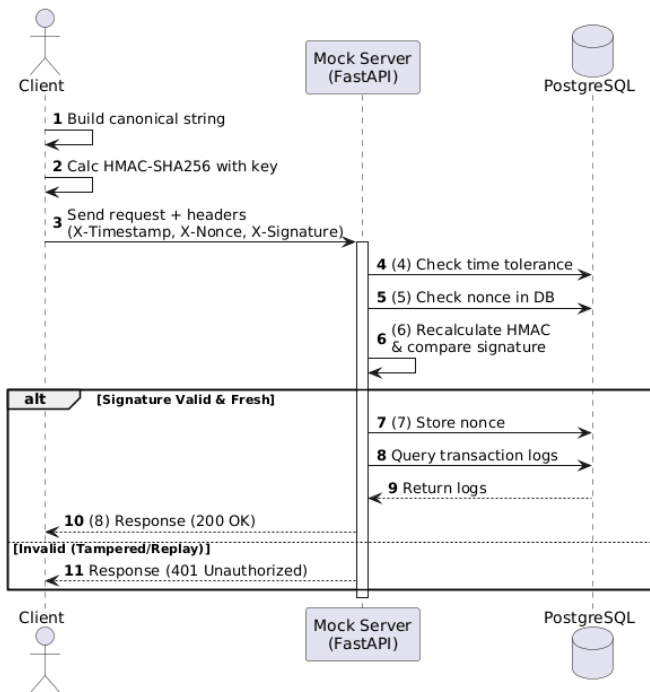 Client
Mock Server
(FastAPI)
PostgreSQL
1 Build canonical string
2 Calc HMAC-SHA256 with key
3 Send request + headers
(X-Timestamp, X-Nonce, X-Signature)
4 (4) Check time tolerance
5 (5) Check nonce in DB
6 (6) Recalculate HMAC
& compare signature
alt [Signature Valid & Fresh]
7 (7) Store nonce
8 Query transaction logs
9 Return logs
10 (8) Response (200 OK)
[Invalid (Tampered/Replay)]
11 Response (401 Unauthorized)
Client
Mock Server
(FastAPI)
PostgreSQL